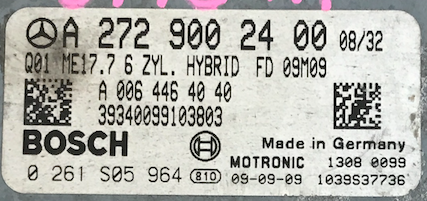 A 272 900 24 00 08/32
Q01 ME17.7 6 ZYL. HYBRID FD 09M09
A 006 446 40 40
39340099103803
BOSCH Made in Germany
MOTRONIC 1308 0099
0 261 S05 964 810 09-09-09 1039S37736